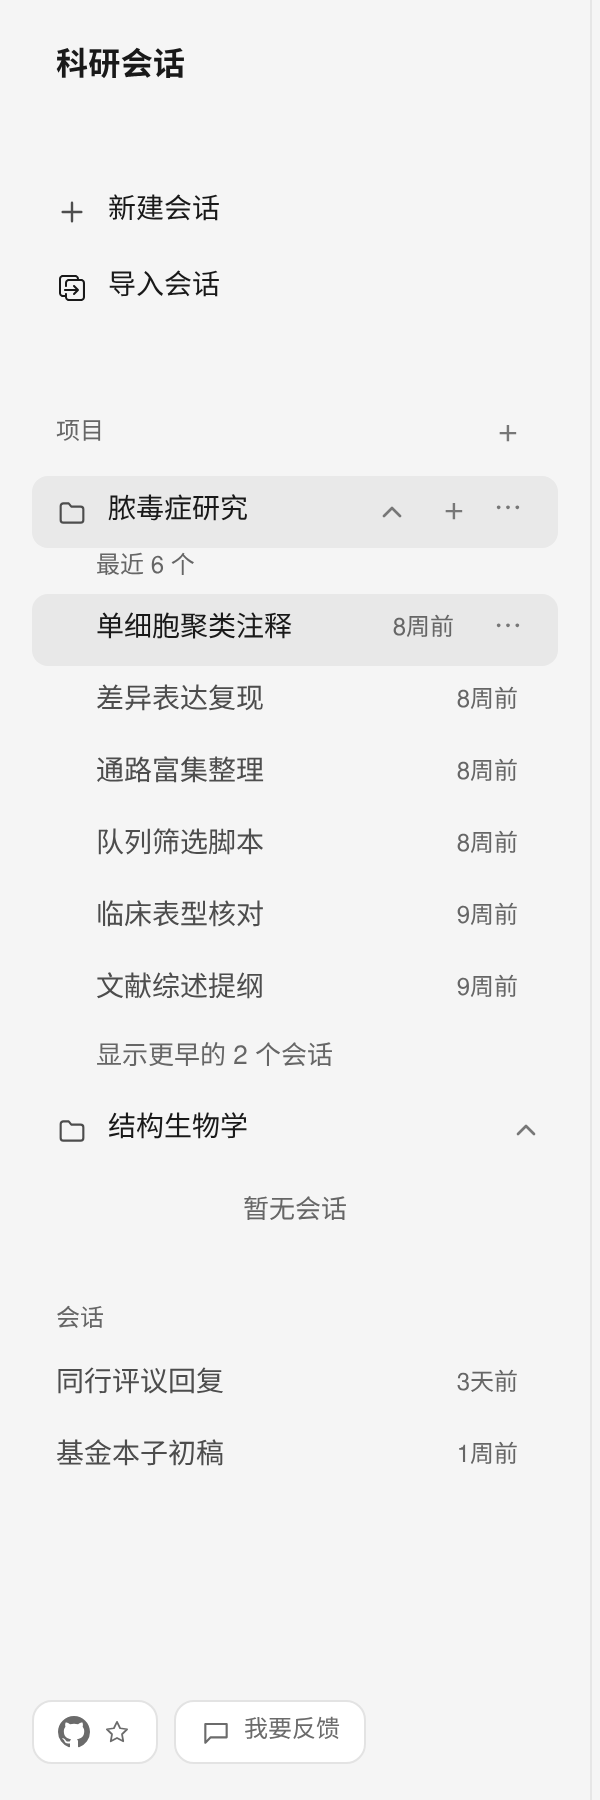 科研会话
新建会话
导入会话
项目
脓毒症研究
最近 6 个
单细胞聚类注释 8周前
差异表达复现 8周前
通路富集整理 8周前
队列筛选脚本 8周前
临床表型核对 9周前
文献综述提纲 9周前
显示更早的 2 个会话
结构生物学
暂无会话
会话
同行评议回复 3天前
基金本子初稿 1周前
我要反馈